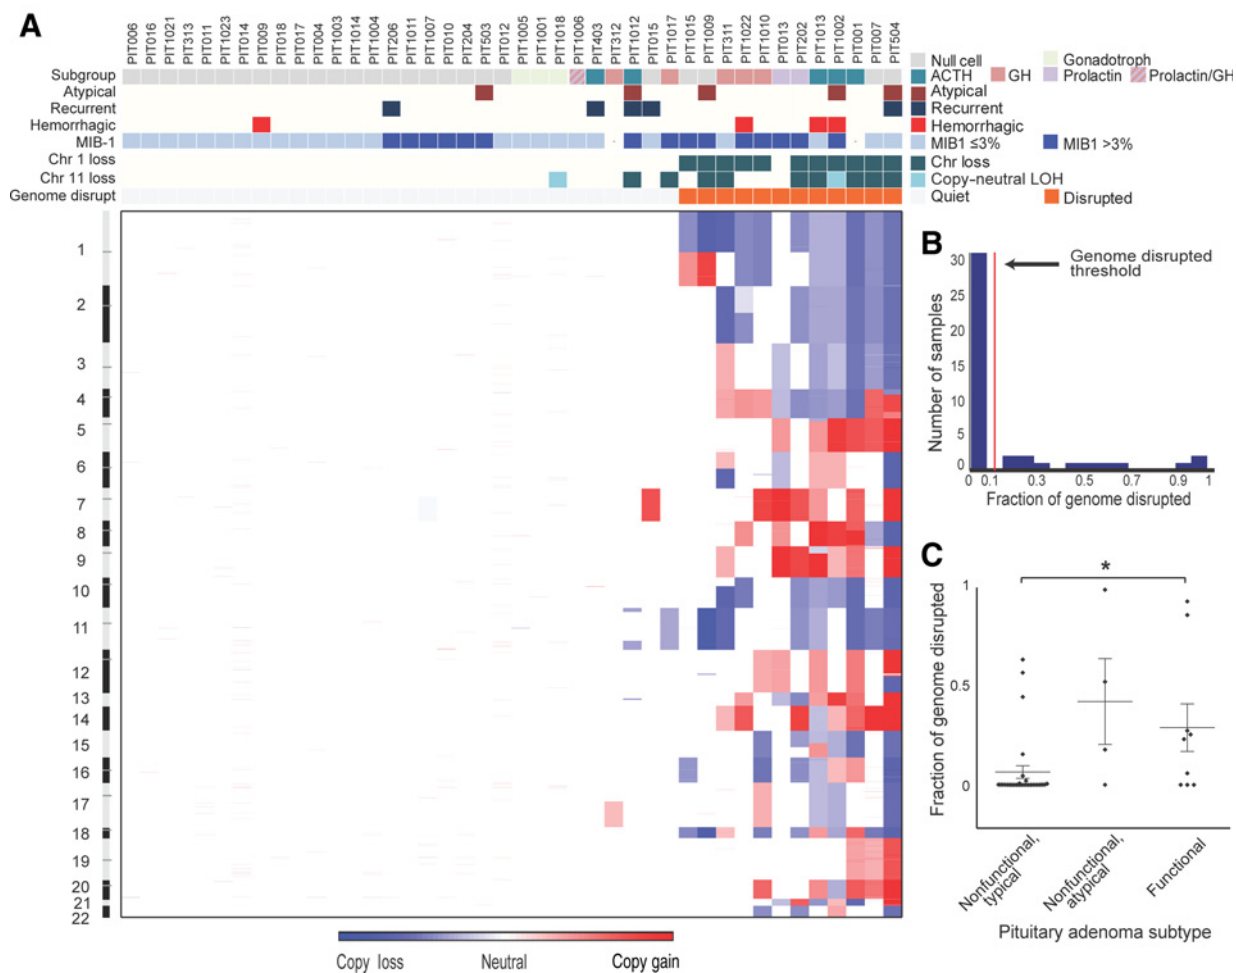 A
PIT006 PIT016 PIT1021 PIT313 PIT011 PIT1023 PIT014 PIT009 PIT018 PIT017 PIT004 PIT1003 PIT1014 PIT1004 PIT206 PIT1011 PIT1007 PIT010 PIT204 PIT503 PIT012 PIT1005 PIT1001 PIT1018 PIT1006 PIT403 PIT312 PIT1012 PIT015 PIT1017 PIT1015 PIT1009 PIT311 PIT1022 PIT1010 PIT013 PIT202 PIT1013 PIT1002 PIT001 PIT007 PIT504
Subgroup
Atypical
Recurrent
Hemorrhagic
MIB-1
Chr 1 loss
Chr 11 loss
Genome disrupt
Null cell Gonadotroph
ACTH GH Prolactin Prolactin/GH
Atypical
Recurrent
Hemorrhagic
MIB1 ≤3% MIB1 >3%
Chr loss
Copy-neutral LOH
Quiet Disrupted
1
2
3
4
5
6
7
8
9
10
11
12
13
14
15
16
17
18
19
20
21
22
Copy loss Neutral Copy gain
B
Genome disrupted
threshold
Number of samples
30
25
20
15
10
5
0
0 0.1 0.3 0.5 0.7 0.9 1
Fraction of genome disrupted
C
*
Fraction of genome disrupted
1
0.5
0
Nonfunctional,
typical
Nonfunctional,
atypical
Functional
Pituitary adenoma subtype